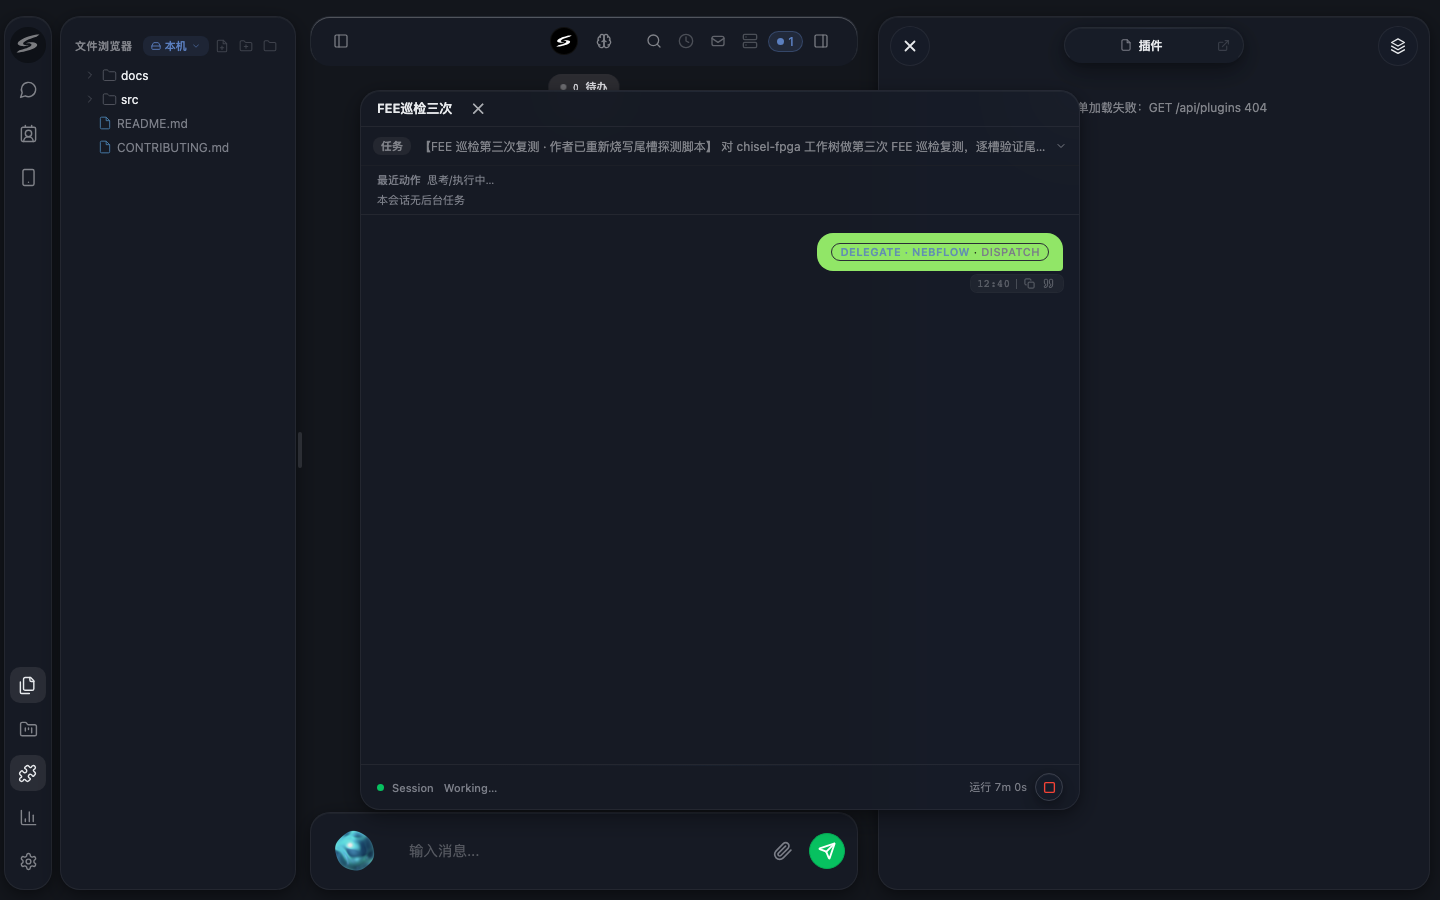 文件浏览器 本机
docs
src
README.md
CONTRIBUTING.md
1
0 待办
FEE巡检三次
任务 【FEE 巡检第三次复测 · 作者已重新烧写尾槽探测脚本】 对 chisel-fpga 工作树做第三次 FEE 巡检复测，逐槽验证尾...
最近动作 思考/执行中...
本会话无后台任务
DELEGATE · NEBFLOW · DISPATCH
12:40
Session Working...
运行 7m 0s
输入消息...
插件
单加载失败：GET /api/plugins 404